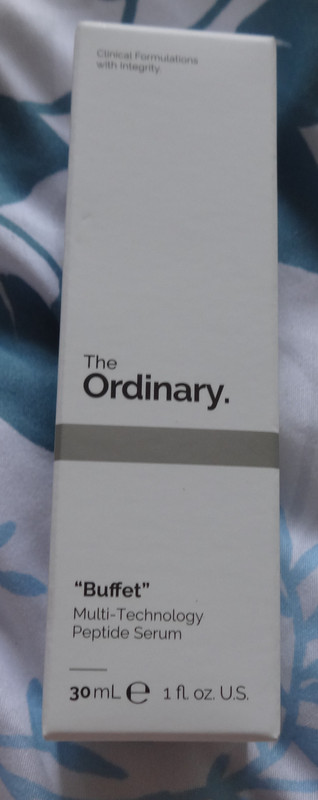 Clinical Formulations
with Integrity.
The
Ordinary.
“Buffet”
Multi-Technology
Peptide Serum
30 mL ℮ 1 fl. oz. U.S.